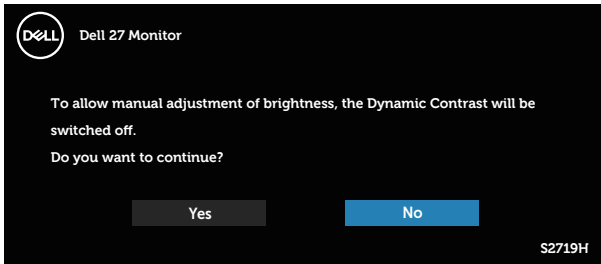 DELL Dell 27 Monitor
To allow manual adjustment of brightness, the Dynamic Contrast will be
switched off.
Do you want to continue?
Yes No
S2719H